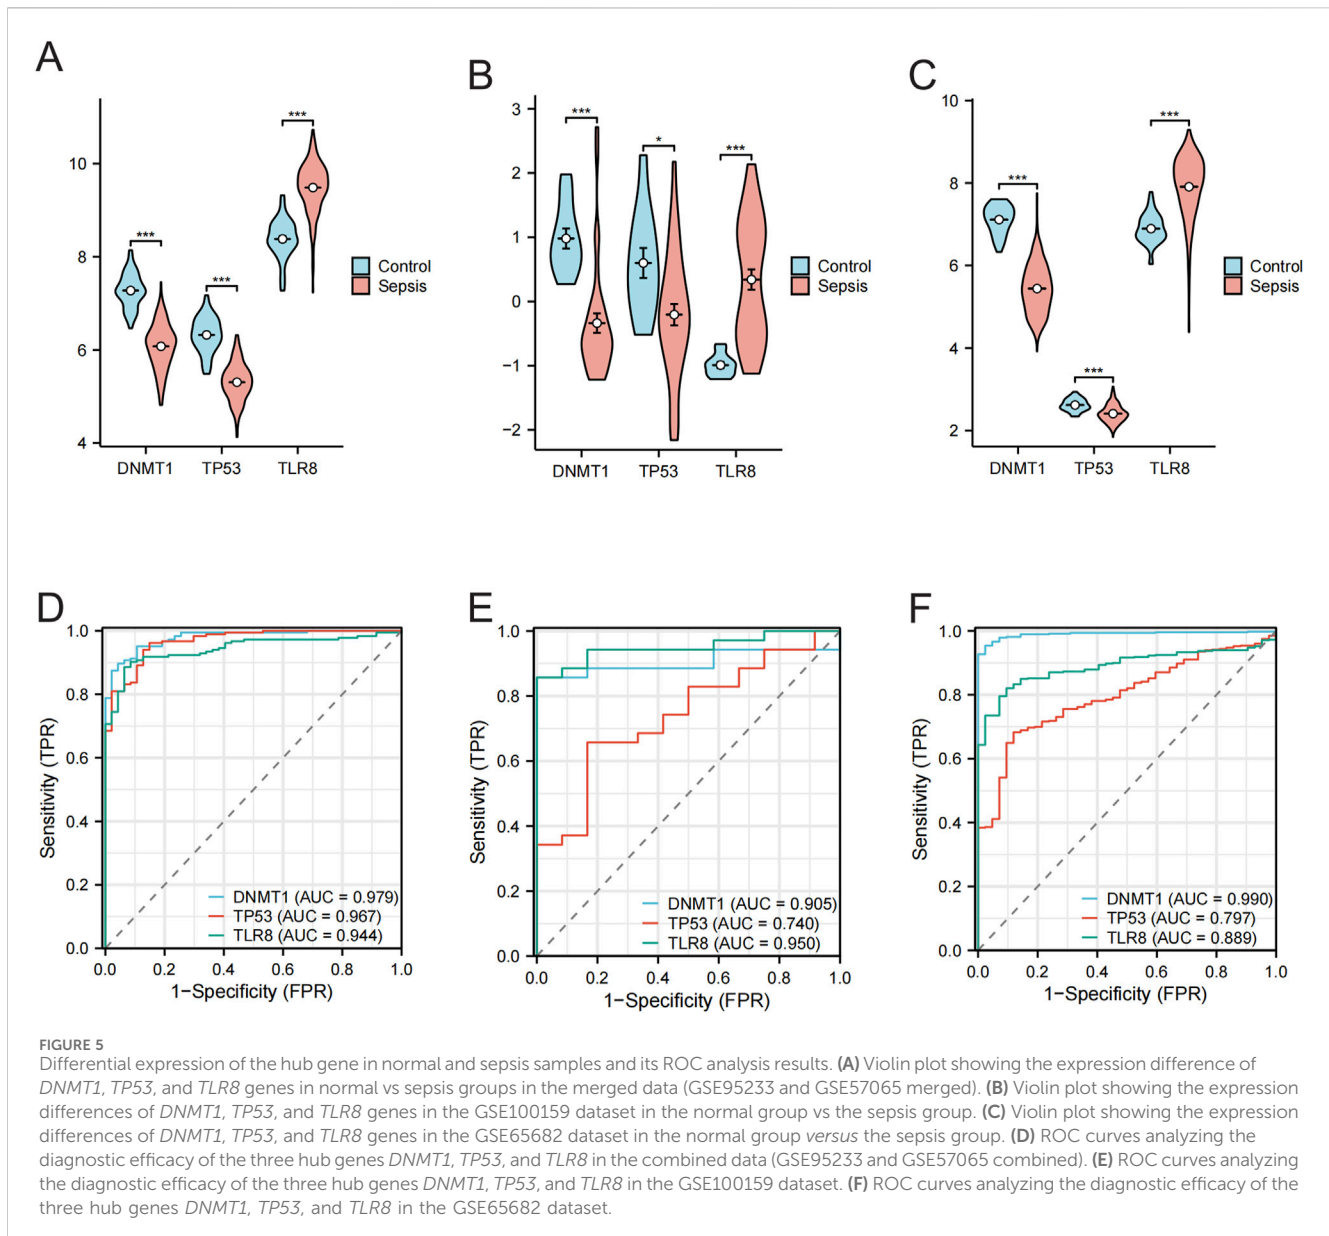 A
B
C
10
8
6
4
***
***
***
DNMT1
TP53
TLR8
Control
Sepsis
3
2
1
0
−1
−2
***
*
***
DNMT1
TP53
TLR8
Control
Sepsis
10
8
6
4
2
***
***
***
DNMT1
TP53
TLR8
Control
Sepsis
D
E
F
Sensitivity (TPR)
1.0
0.8
0.6
0.4
0.2
0.0
DNMT1 (AUC = 0.979)
TP53 (AUC = 0.967)
TLR8 (AUC = 0.944)
0.0 0.2 0.4 0.6 0.8 1.0
1−Specificity (FPR)
Sensitivity (TPR)
1.0
0.8
0.6
0.4
0.2
0.0
DNMT1 (AUC = 0.905)
TP53 (AUC = 0.740)
TLR8 (AUC = 0.950)
0.0 0.2 0.4 0.6 0.8 1.0
1−Specificity (FPR)
Sensitivity (TPR)
1.0
0.8
0.6
0.4
0.2
0.0
DNMT1 (AUC = 0.990)
TP53 (AUC = 0.797)
TLR8 (AUC = 0.889)
0.0 0.2 0.4 0.6 0.8 1.0
1−Specificity (FPR)
FIGURE 5
Differential expression of the hub gene in normal and sepsis samples and its ROC analysis results. (A) Violin plot showing the expression difference of
DNMT1, TP53, and TLR8 genes in normal vs sepsis groups in the merged data (GSE95233 and GSE57065 merged). (B) Violin plot showing the expression
differences of DNMT1, TP53, and TLR8 genes in the GSE100159 dataset in the normal group vs the sepsis group. (C) Violin plot showing the expression
differences of DNMT1, TP53, and TLR8 genes in the GSE65682 dataset in the normal group versus the sepsis group. (D) ROC curves analyzing the
diagnostic efficacy of the three hub genes DNMT1, TP53, and TLR8 in the combined data (GSE95233 and GSE57065 combined). (E) ROC curves analyzing
the diagnostic efficacy of the three hub genes DNMT1, TP53, and TLR8 in the GSE100159 dataset. (F) ROC curves analyzing the diagnostic efficacy of the
three hub genes DNMT1, TP53, and TLR8 in the GSE65682 dataset.